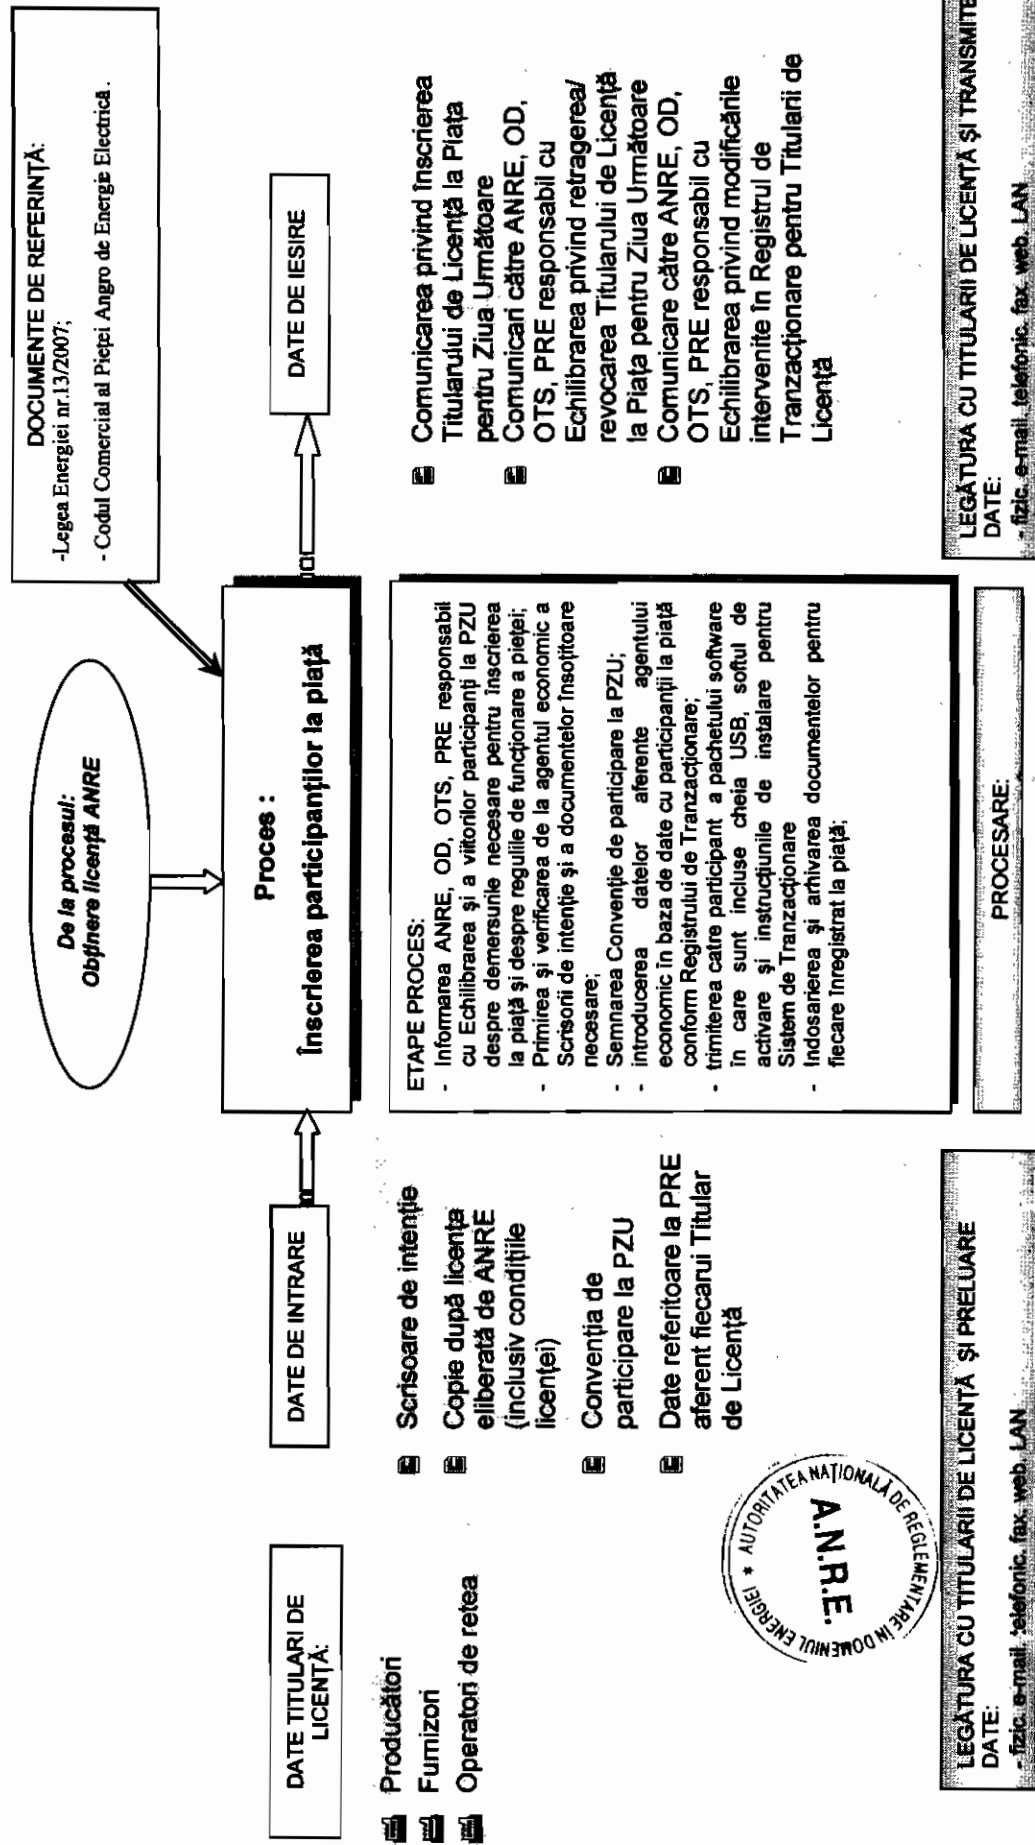 De la procesul:
Obținere licență ANRE
DOCUMENTE DE REFERINȚĂ:
-Legea Energiei nr.13/2007;
- Codul Comercial al Pieței Angro de Energie Electrică .
DATE TITULARI DE
LICENȚĂ:
DATE DE INTRARE
Proces :
Înscrierea participanților la piață
DATE DE IESIRE
Producători
Furnizori
Operatori de retea
Scrisoare de intenție
Copie după licența
eliberată de ANRE
(inclusiv condițiile
licenței)
Convenția de
participare la PZU
Date referitoare la PRE
aferent fiecarui Titular
de Licență
ETAPE PROCES:
- Informarea ANRE, OD, OTS, PRE responsabil
cu Echilibrarea și a viitorilor participanți la PZU
despre demersurile necesare pentru înscrierea
la piață și despre regulile de funcționare a pieței;
- Primirea și verificarea de la agentul economic a
Scrisorii de intenție și a documentelor însoțitoare
necesare;
- Semnarea Convenție de participare la PZU;
- introducerea datelor aferente agentului
economic în baza de date cu participanții la piață
conform Registrului de Tranzacționare;
- trimiterea catre participant a pachetului software
în care sunt incluse cheia USB, softul de
activare și instrucțiunile de instalare pentru
Sistem de Tranzacționare
- Indosarierea și arhivarea documentelor pentru
fiecare înregistrat la piață;
Comunicarea privind înscrierea
Titularului de Licență la Piața
pentru Ziua Următoare
Comunicari către ANRE, OD,
OTS, PRE responsabil cu
Echilibrarea privind retragerea/
revocarea Titularului de Licență
la Piața pentru Ziua Următoare
Comunicare către ANRE, OD,
OTS, PRE responsabil cu
Echilibrarea privind modificările
intervenite în Registrul de
Tranzacționare pentru Titularii de
Licență
AUTORITATEA NAȚIONALĂ DE REGLEMENTARE ÎN DOMENIUL ENERGIEI *
A.N.R.E.
LEGĂTURA CU TITULARII DE LICENȚĂ ȘI PRELUARE
DATE:
- fizic, e-mail, telefonic, fax, web, LAN
PROCESARE:
LEGĂTURA CU TITULARII DE LICENȚĂ ȘI TRANSMITE
DATE:
- fizic, e-mail, telefonic, fax, web, LAN